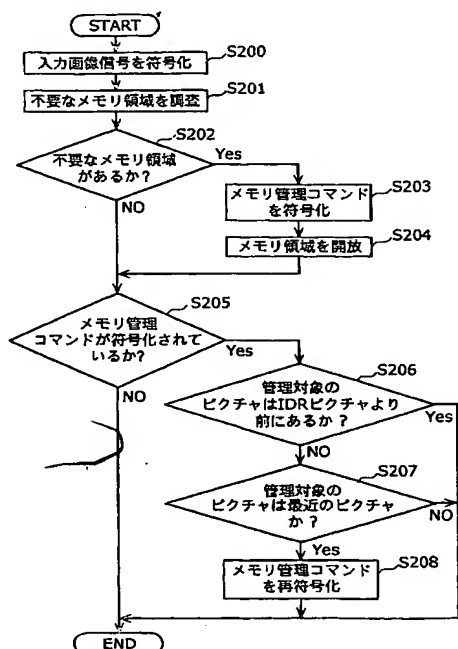 START
S200
入力画像信号を符号化
S201
不要なメモリ領域を調査
S202
不要なメモリ領域
があるか?
Yes
NO
S203
メモリ管理コマンド
を符号化
S204
メモリ領域を開放
S205
メモリ管理
コマンドが符号化されて
いるか?
Yes
NO
S206
管理対象の
ピクチャはIDRピクチャより
前にあるか?
Yes
NO
S207
管理対象の
ピクチャは最近のピクチャ
か?
NO
Yes
S208
メモリ管理コマンド
を再符号化
END